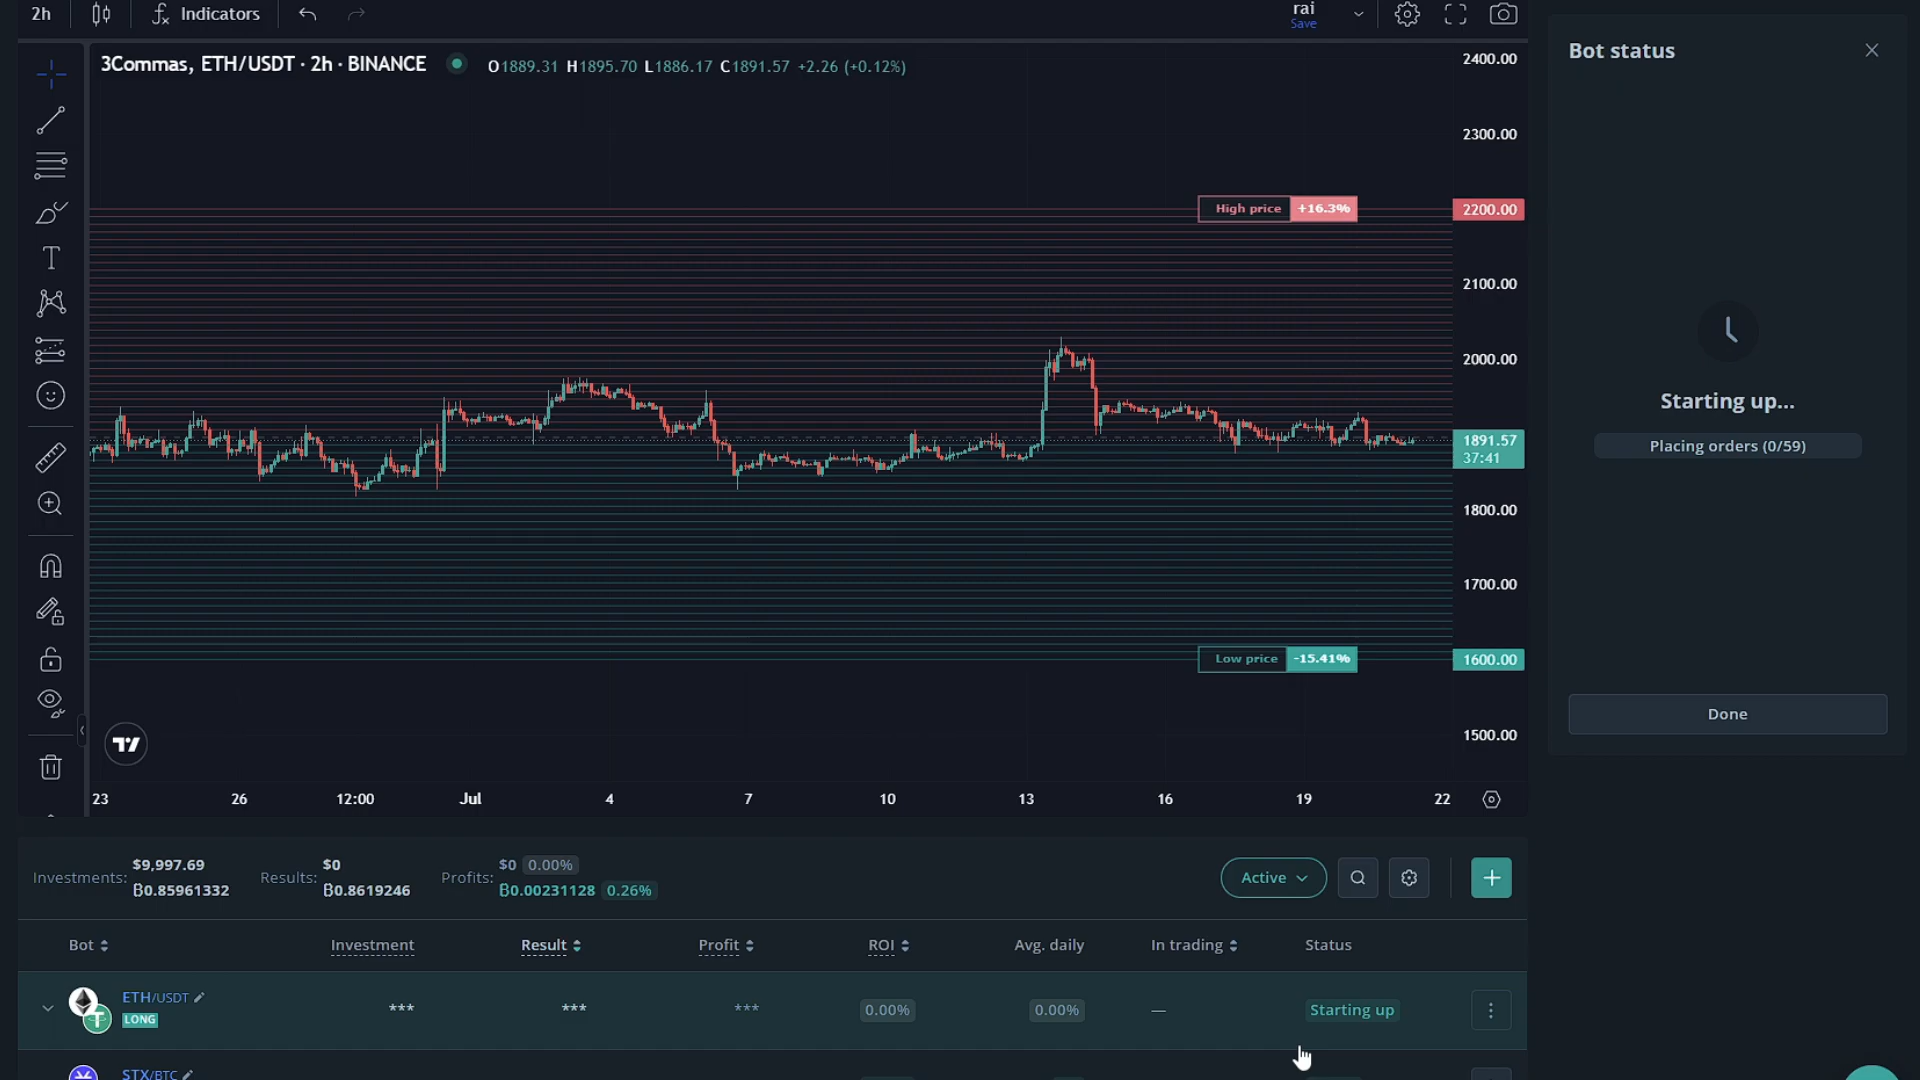 2h
Indicators
rai
Save
3Commas, ETH/USDT · 2h · BINANCE
O1889.31 H1895.70 L1886.17 C1891.57 +2.26 (+0.12%)
2400.00
2300.00
High price +16.3%
2200.00
2100.00
2000.00
1891.57
37:41
1800.00
1700.00
Low price -15.41%
1600.00
1500.00
23 26 12:00 Jul 4 7 10 13 16 19 22
Bot status
Starting up...
Placing orders (0/59)
Done
Investments: $9,997.69
₿0.85961332
Results: $0
₿0.8619246
Profits: $0 0.00%
₿0.00231128 0.26%
Active
Bot Investment Result Profit ROI Avg. daily In trading Status
ETH/USDT
LONG
*** *** *** 0.00% 0.00% — Starting up
STX/BTC